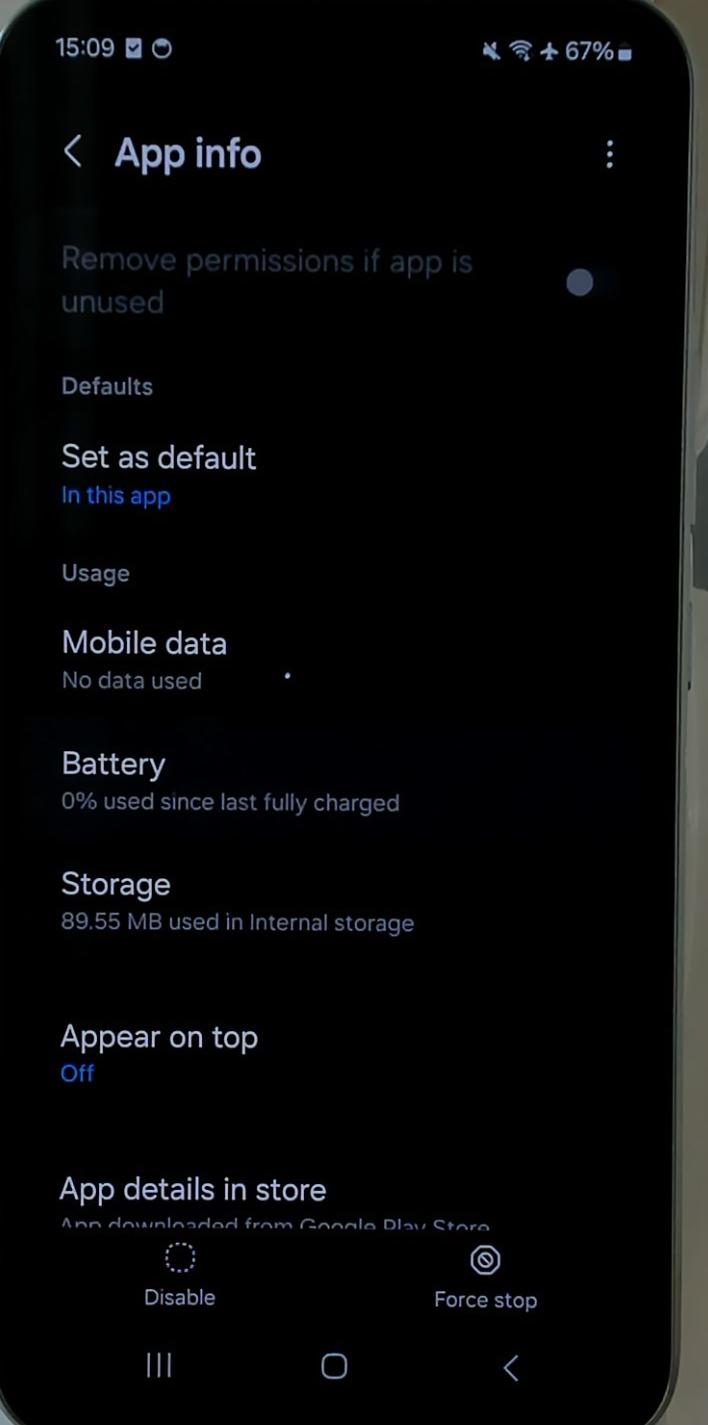 15:09
67%
App info
Remove permissions if app is
unused
Defaults
Set as default
In this app
Usage
Mobile data
No data used
Battery
0% used since last fully charged
Storage
89.55 MB used in Internal storage
Appear on top
Off
App details in store
App downloaded from Google Play Store
Disable
Force stop